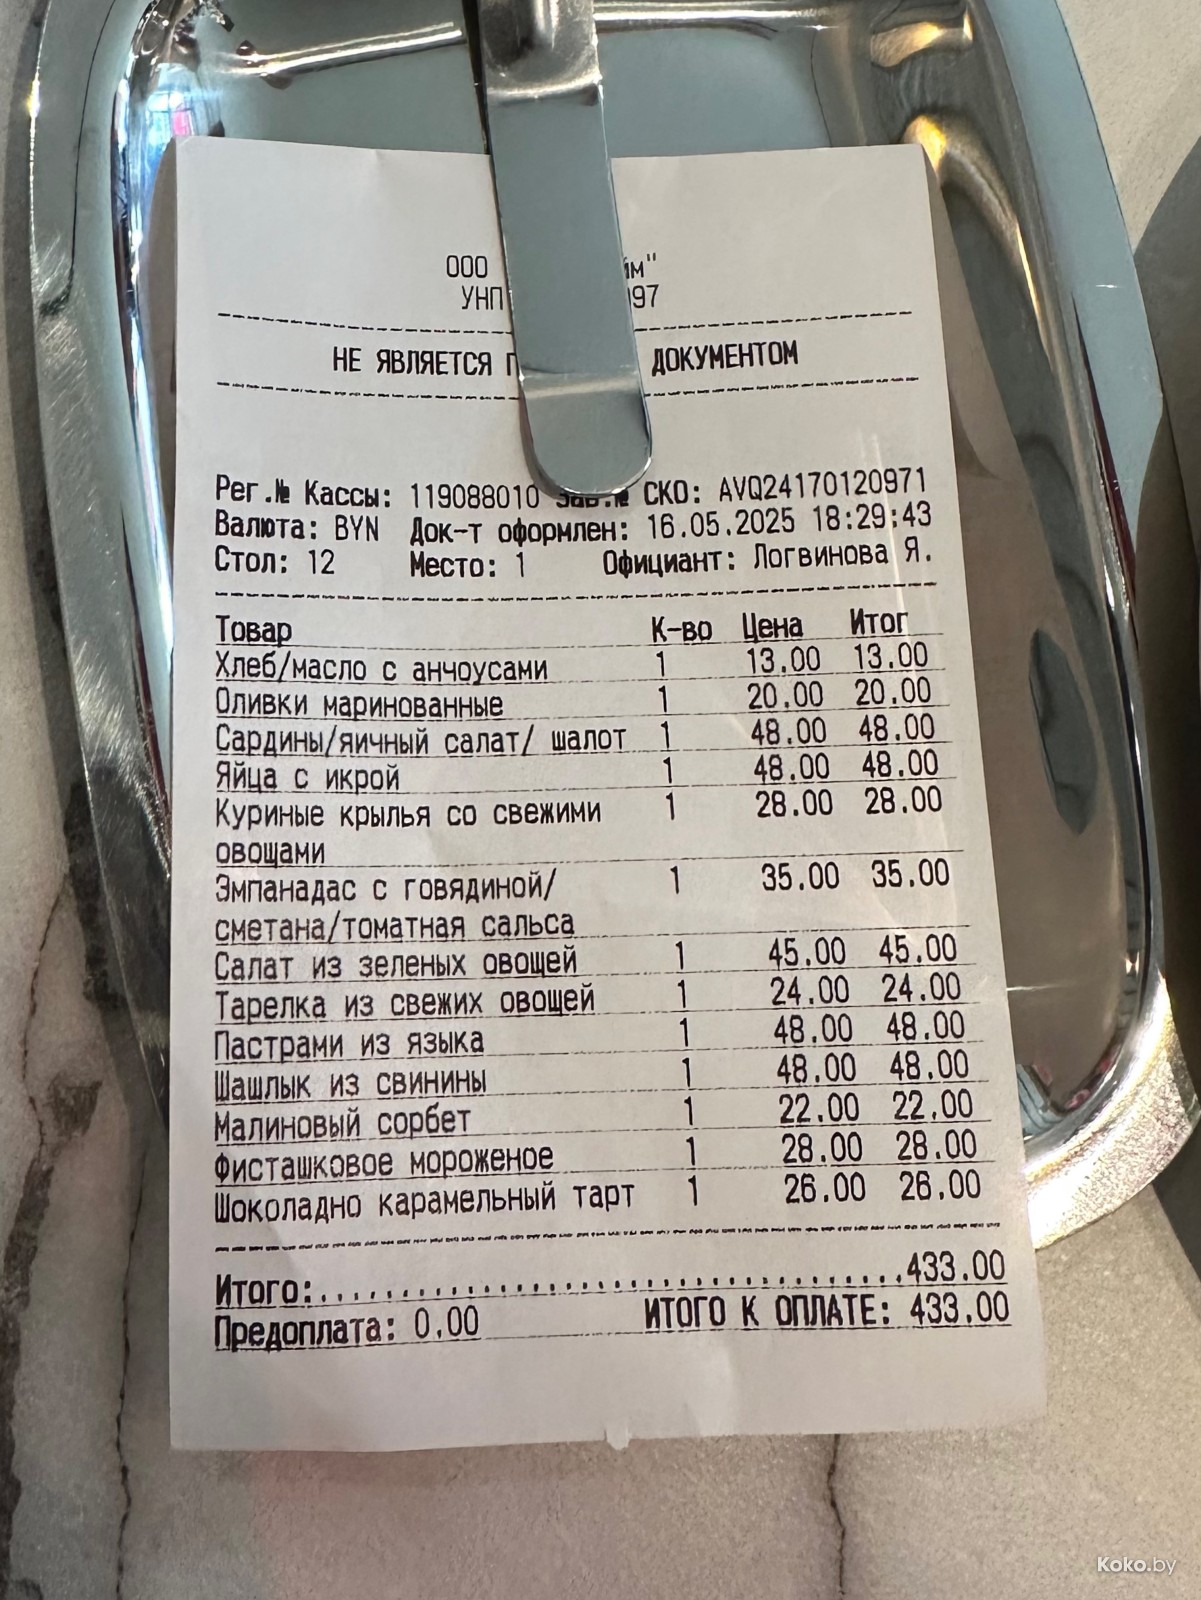 ООО
УНП 97
НЕ ЯВЛЯЕТСЯ ДОКУМЕНТОМ
Рег.№ Кассы: 119088010 Зав.№ СКО: AVQ24170120971
Валюта: BYN Док-т оформлен: 16.05.2025 18:29:43
Стол: 12 Место: 1 Официант: Логвинова Я.
Товар К-во Цена Итог
Хлеб/масло с анчоусами 1 13.00 13.00
Оливки маринованные 1 20.00 20.00
Сардины/яичный салат/ шалот 1 48.00 48.00
Яйца с икрой 1 48.00 48.00
Куриные крылья со свежими 1 28.00 28.00
овощами
Эмпанадас с говядиной/ 1 35.00 35.00
сметана/томатная сальса
Салат из зеленых овощей 1 45.00 45.00
Тарелка из свежих овощей 1 24.00 24.00
Пастрами из языка 1 48.00 48.00
Шашлык из свинины 1 48.00 48.00
Малиновый сорбет 1 22.00 22.00
Фисташковое мороженое 1 28.00 28.00
Шоколадно карамельный тарт 1 26.00 26.00
Итого:........................................433.00
Предоплата: 0.00 ИТОГО К ОПЛАТЕ: 433.00
Koko.by